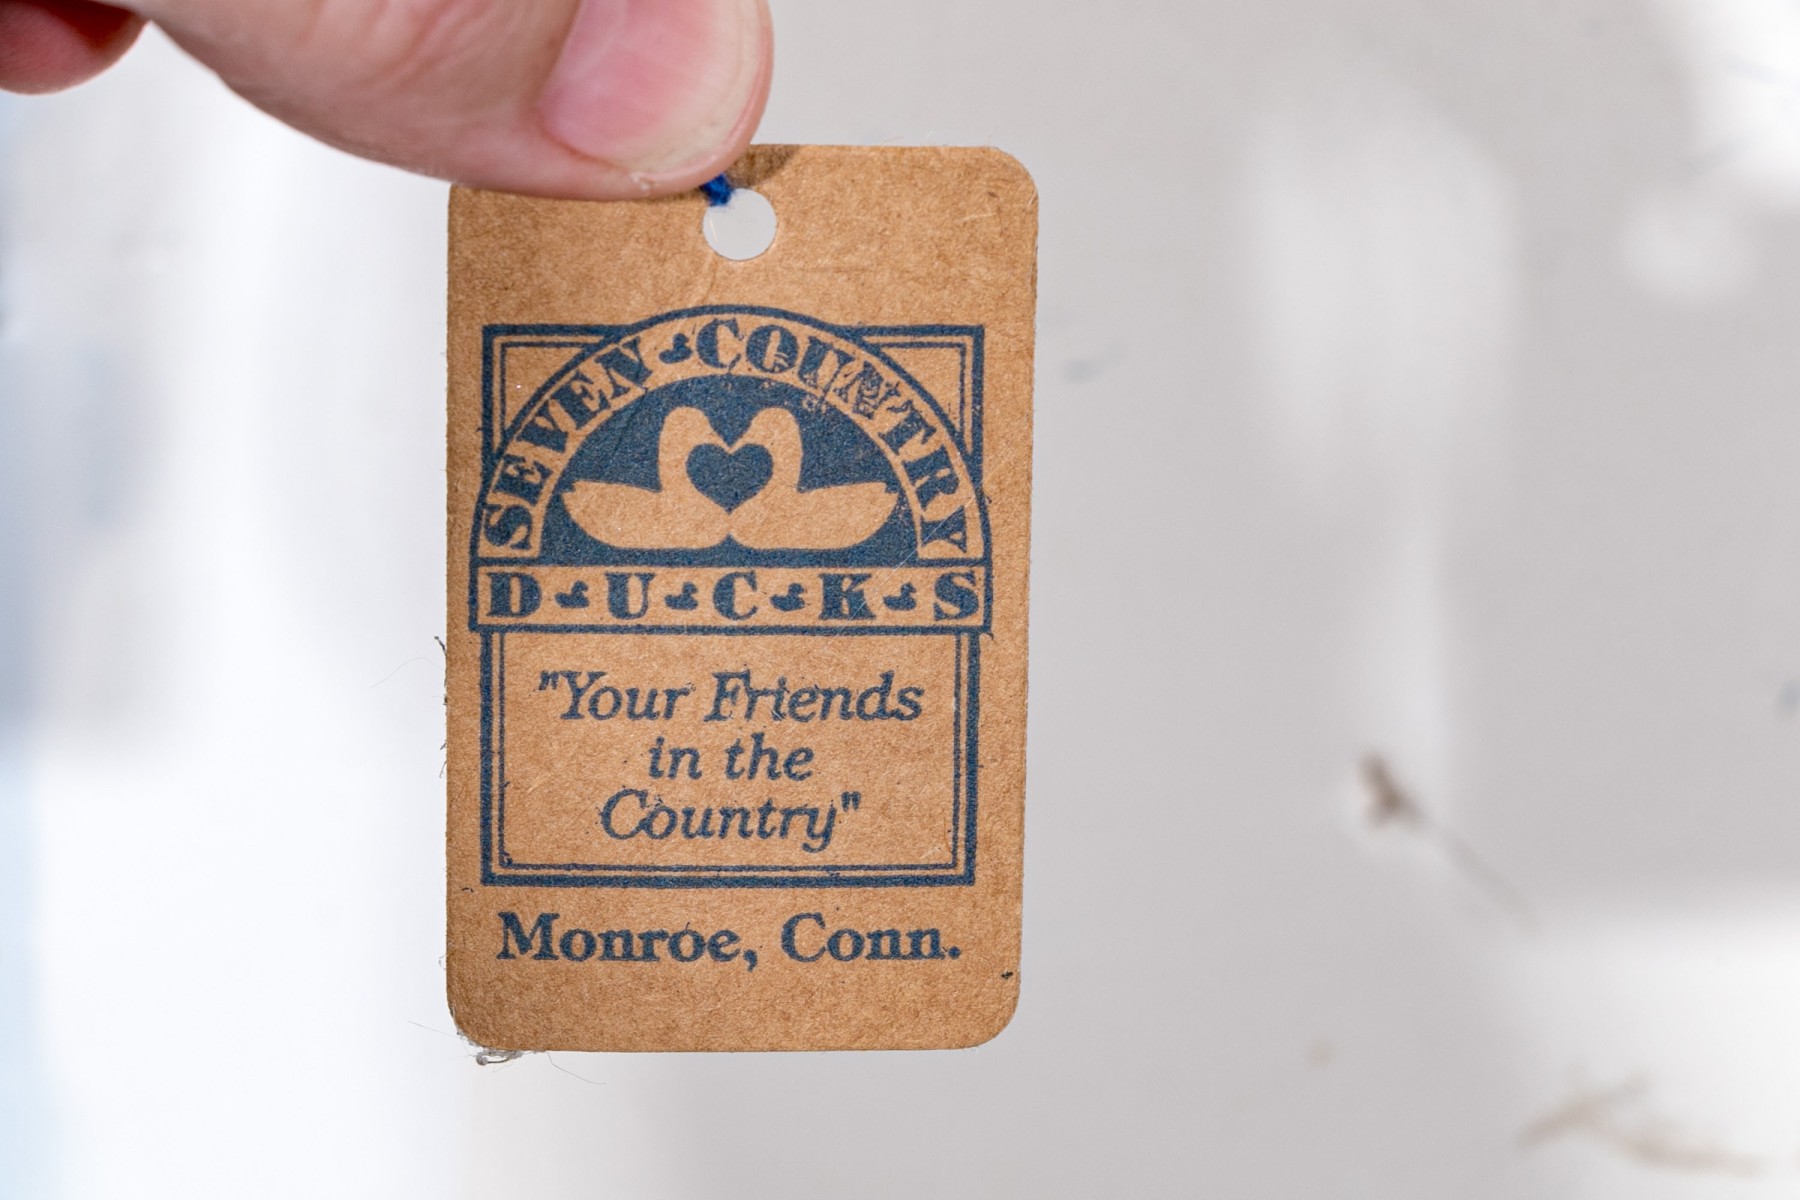 SEVEN COUNTRY
DUCKS
"Your Friends
in the
Country"
Monroe, Conn.